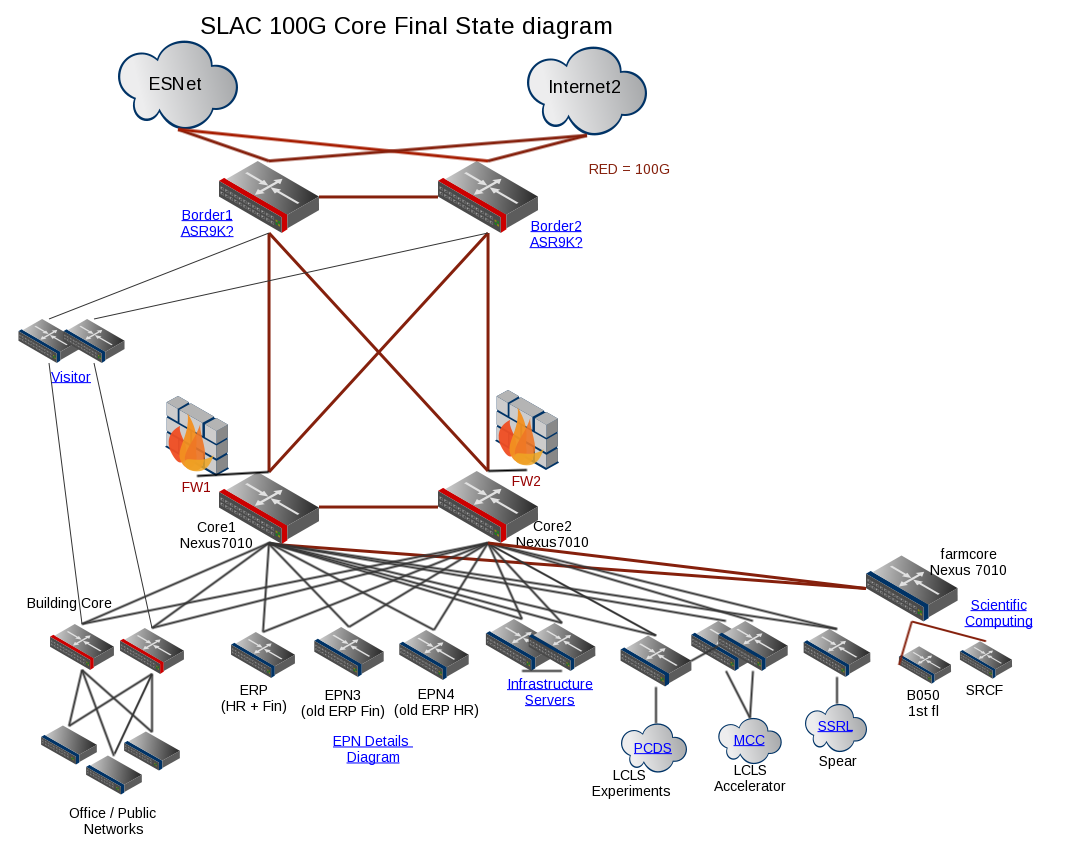 SLAC 100G Core Final State diagram
ESNet
Internet2
RED = 100G
Border1
ASR9K?
Border2
ASR9K?
Visitor
FW1
FW2
Core1
Nexus7010
Core2
Nexus7010
farmcore
Nexus 7010
Building Core
Scientific
Computing
ERP
(HR + Fin)
EPN3
(old ERP Fin)
EPN4
(old ERP HR)
Infrastructure
Servers
B050
1st fl
SRCF
EPN Details
Diagram
PCDS
MCC
SSRL
LCLS
Experiments
LCLS
Accelerator
Spear
Office / Public
Networks